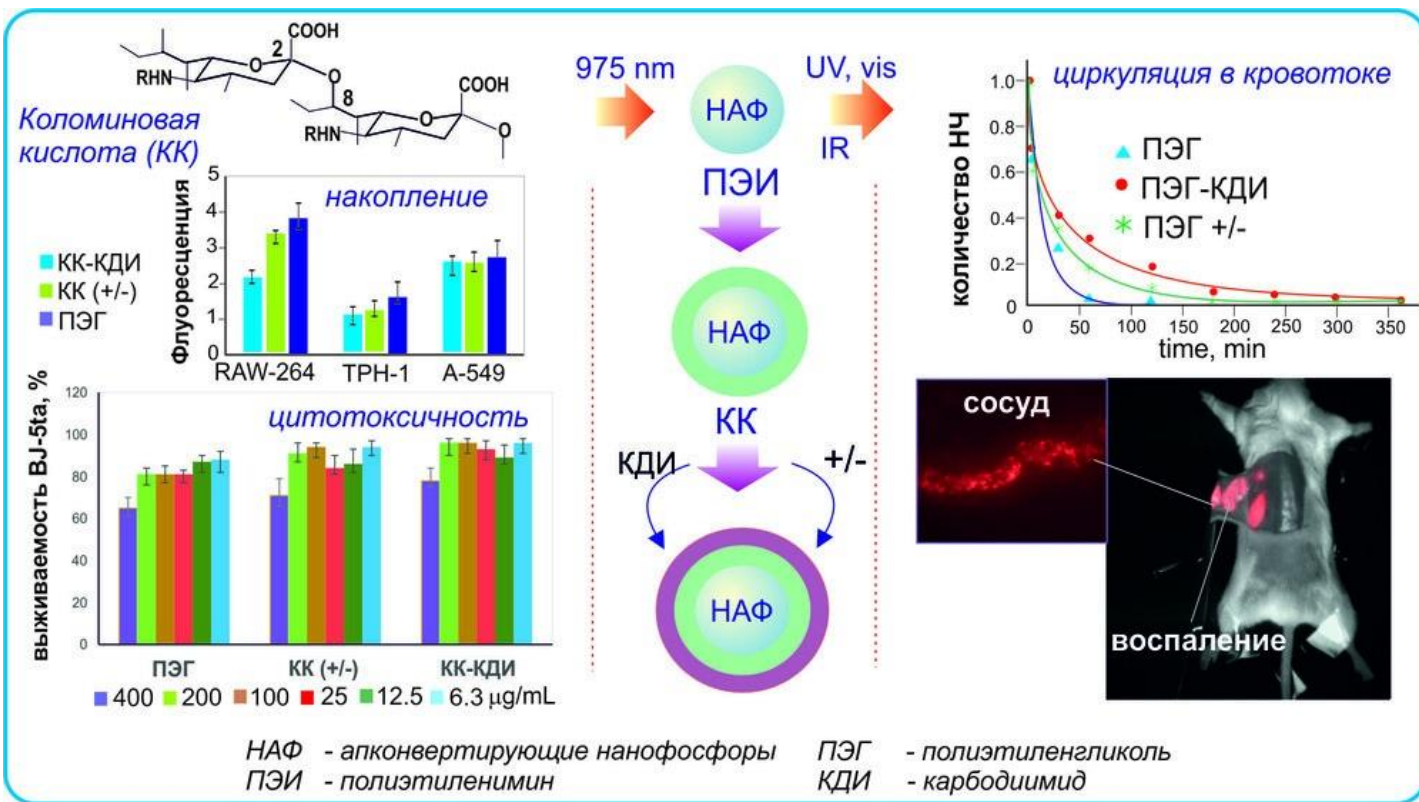 COOH
2
O
RHN
O
COOH
8
O
RHN
O
Коломиновая
кислота (КК)
накопление
Флуоресценция
5
4
3
2
1
0
КК-КДИ
КК (+/-)
ПЭГ
RAW-264 TPH-1 A-549
цитотоксичность
выживаемость BJ-5ta, %
120
100
80
60
40
20
0
ПЭГ КК (+/-) КК-КДИ
400 200 100 25 12.5 6.3 µg/mL
975 nm
НАФ
UV, vis
IR
ПЭИ
НАФ
КК
КДИ
+/-
НАФ
циркуляция в кровотоке
количество НЧ
1.0
0.8
0.6
0.4
0.2
0
ПЭГ
ПЭГ-КДИ
ПЭГ +/-
0 50 100 150 200 250 300 350
time, min
сосуд
воспаление
НАФ - апконвертирующие нанофосфоры
ПЭИ - полиэтиленимин
ПЭГ - полиэтиленгликоль
КДИ - карбодиимид